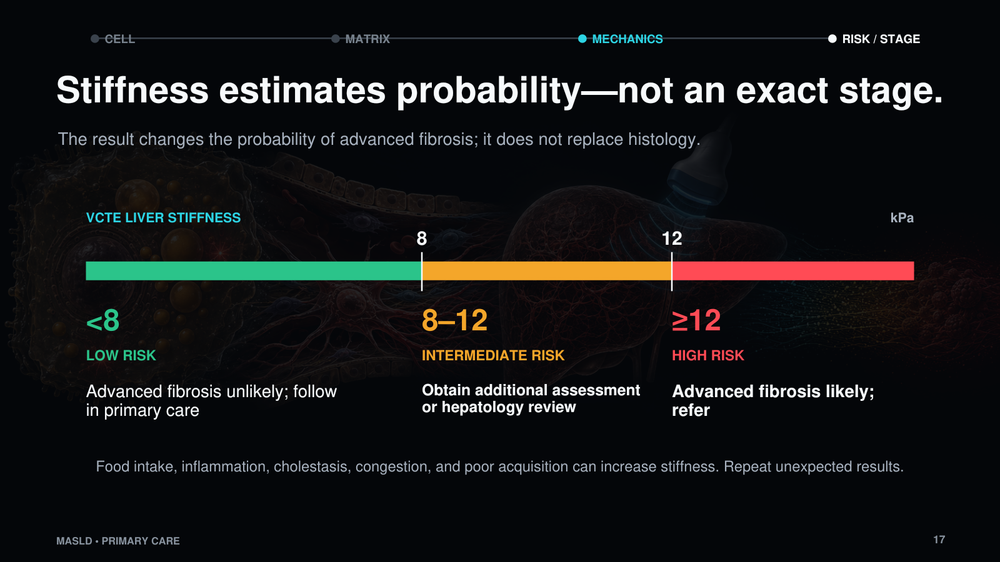 CELL
MATRIX
MECHANICS
RISK / STAGE
Stiffness estimates probability—not an exact stage.
The result changes the probability of advanced fibrosis; it does not replace histology.
VCTE LIVER STIFFNESS
kPa
8
12
<8
8–12
≥12
LOW RISK
INTERMEDIATE RISK
HIGH RISK
Advanced fibrosis unlikely; follow
in primary care
Obtain additional assessment
or hepatology review
Advanced fibrosis likely;
refer
Food intake, inflammation, cholestasis, congestion, and poor acquisition can increase stiffness. Repeat unexpected results.
MASLD • PRIMARY CARE
17